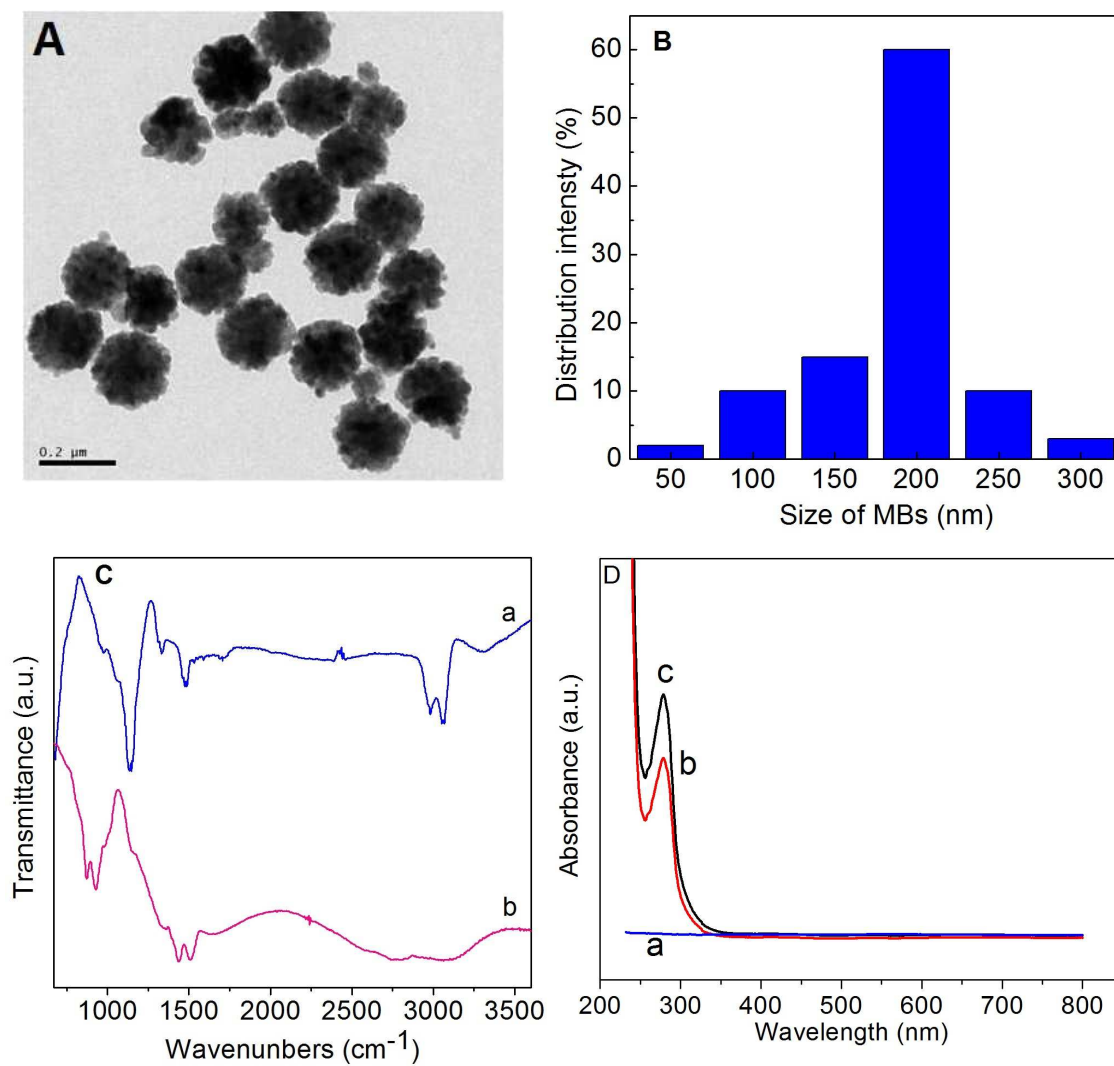 A
0.2 µm
B
Distribution intensty (%)
60
50
40
30
20
10
0
50 100 150 200 250 300
Size of MBs (nm)
C
a
b
Transmittance (a.u.)
1000 1500 2000 2500 3000 3500
Wavenunbers (cm⁻¹)
D
c
b
a
Absorbance (a.u.)
200 300 400 500 600 700 800
Wavelength (nm)